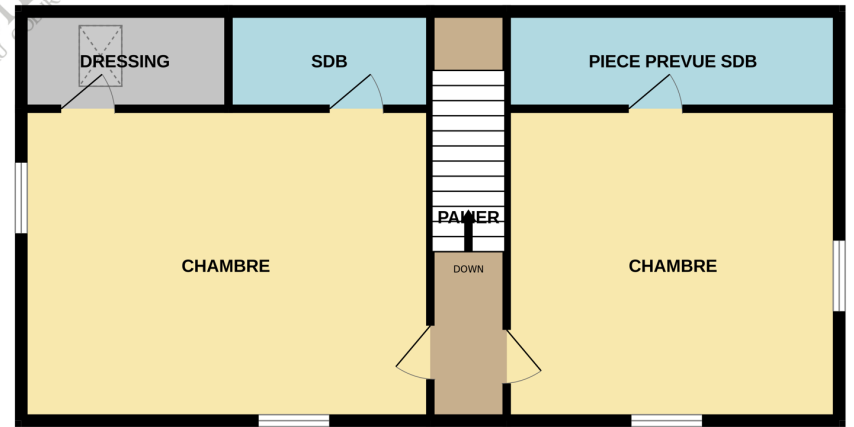 DRESSING
SDB
PIECE PREVUE SDB
PALIER
CHAMBRE
DOWN
CHAMBRE